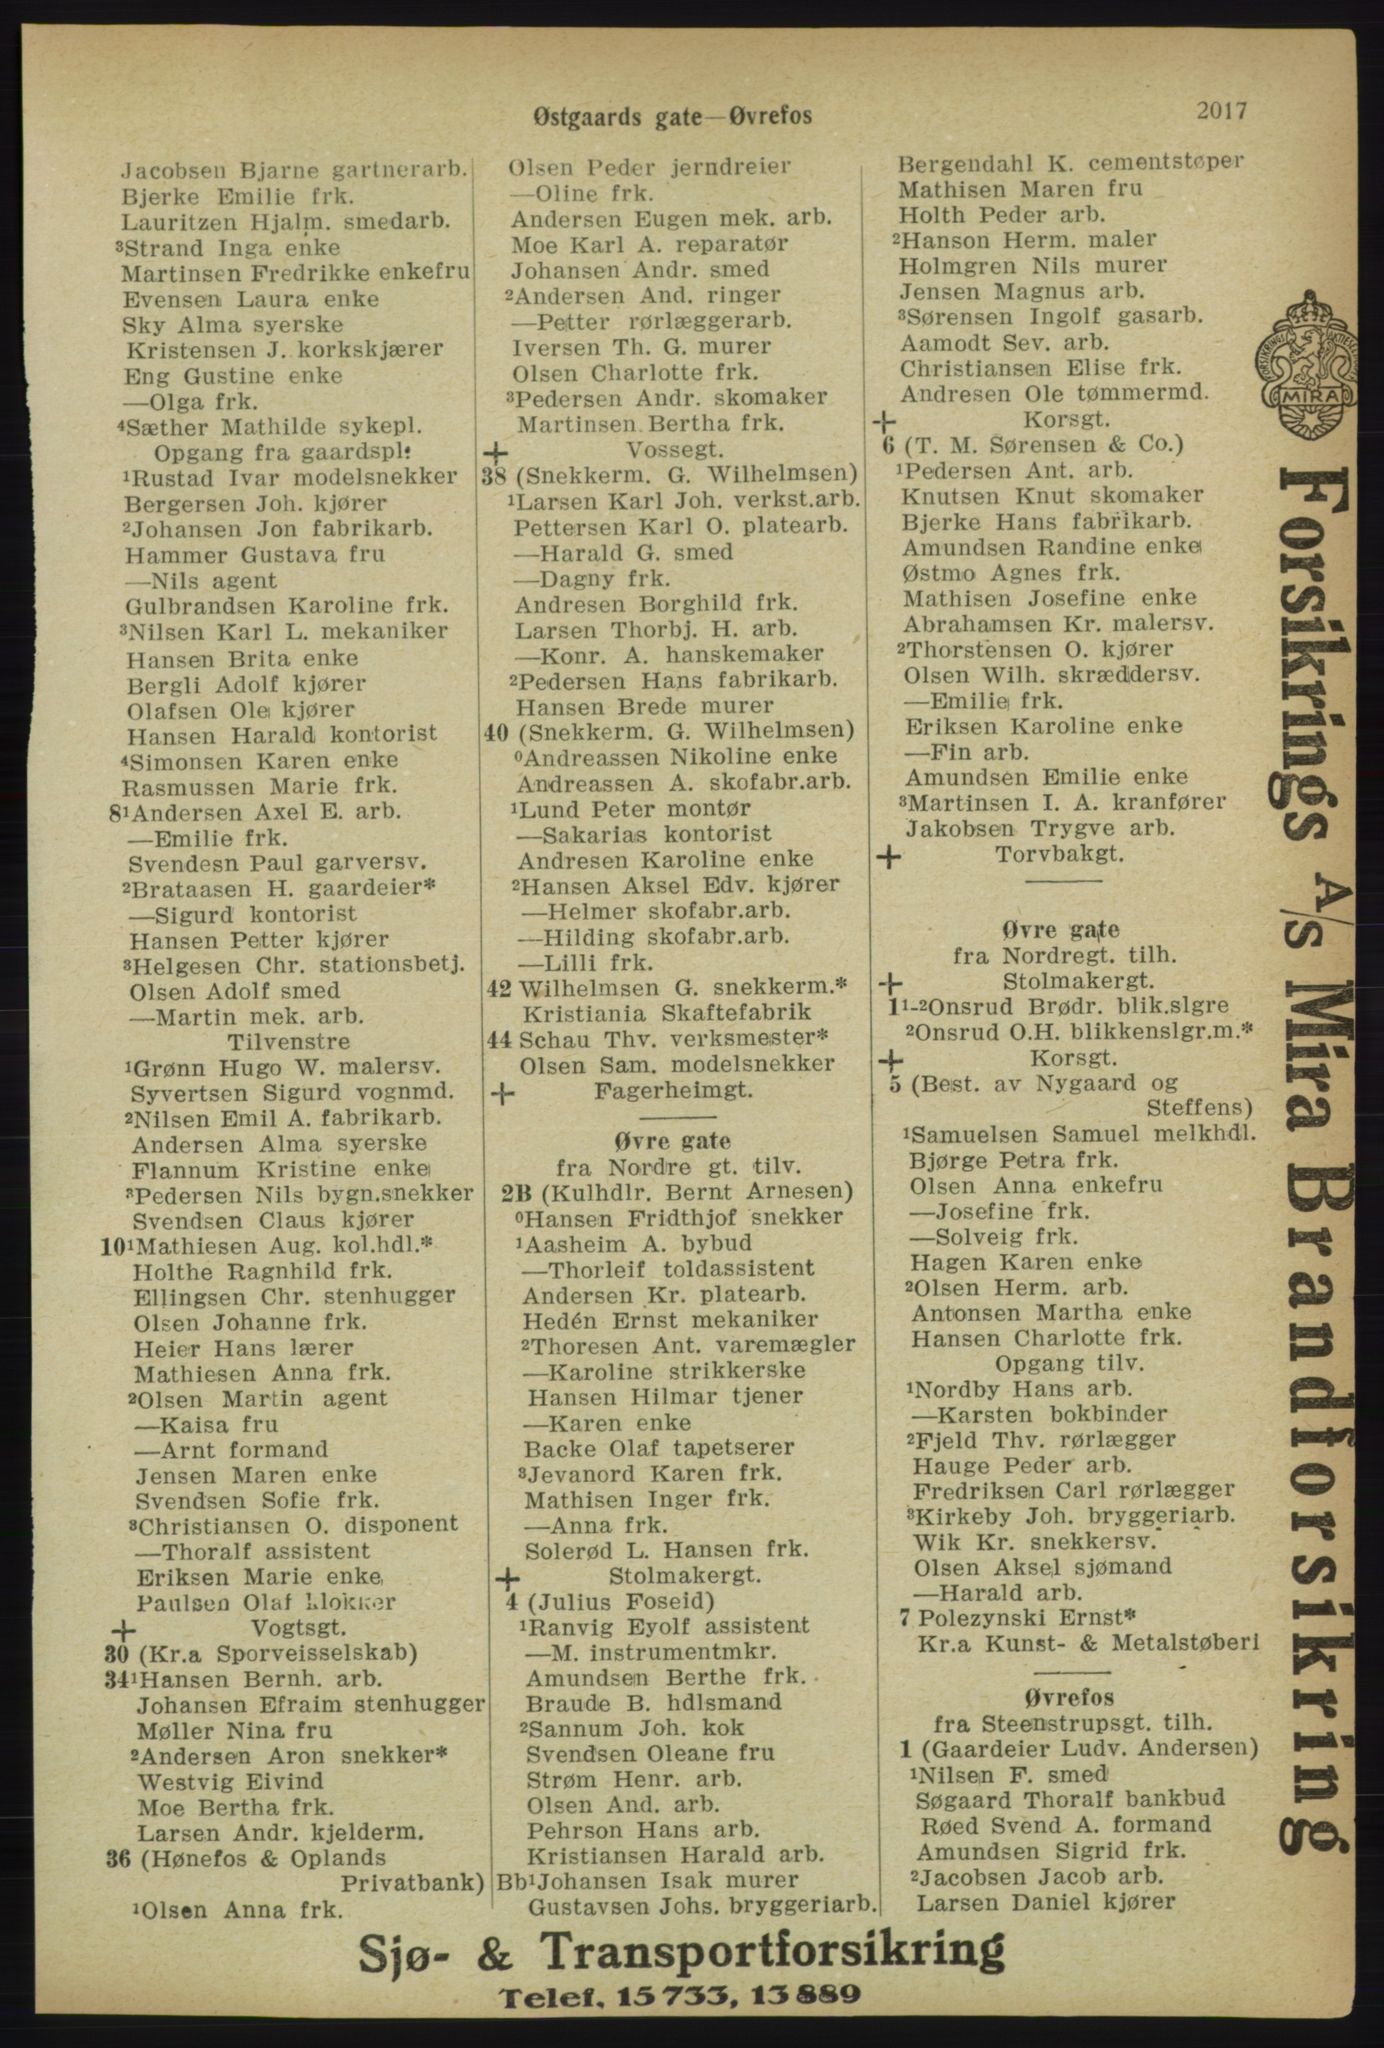 Østgaards gate—Øvrefos
2017
Jacobsen Bjarne gartnerarb.
Bjerke Emilie frk.
Lauritzen Hjalm. smedarb.
³Strand Inga enke
Martinsen Fredrikke enkefru
Evensen Laura enke
Sky Alma syerske
Kristensen J. korkskjærer
Eng Gustine enke
—Olga frk.
⁴Sæther Mathilde sykepl.
Opgang fra gaardspl:
¹Rustad Ivar modelsnekker
Bergersen Joh. kjører
²Johansen Jon fabrikarb.
Hammer Gustava fru
—Nils agent
Gulbrandsen Karoline frk.
³Nilsen Karl L. mekaniker
Hansen Brita enke
Bergli Adolf kjører
Olafsen Ole kjører
Hansen Harald kontorist
⁴Simonsen Karen enke
Rasmussen Marie frk.
8¹Andersen Axel E. arb.
—Emilie frk.
Svendesn Paul garversv.
²Brataasen H. gaardeier*
—Sigurd kontorist
Hansen Petter kjører
³Helgesen Chr. stationsbetj.
Olsen Adolf smed
—Martin mek. arb.
Tilvenstre
¹Grønn Hugo W. malersv.
Syvertsen Sigurd vognmd.
²Nilsen Emil A. fabrikarb.
Andersen Alma syerske
Flannum Kristine enke
³Pedersen Nils bygn.snekker
Svendsen Claus kjører
10¹Mathiesen Aug. kol.hdl.*
Holthe Ragnhild frk.
Ellingsen Chr. stenhugger
Olsen Johanne frk.
Heier Hans lærer
Mathiesen Anna frk.
²Olsen Martin agent
—Kaisa fru
—Arnt formand
Jensen Maren enke
Svendsen Sofie frk.
³Christiansen O. disponent
—Thoralf assistent
Eriksen Marie enke
Paulsen Olaf klokker
+ Vogtsgt.
30 (Kr.a Sporveisselskab)
34¹Hansen Bernh. arb.
Johansen Efraim stenhugger
Møller Nina fru
²Andersen Aron snekker*
Westvig Eivind
Moe Bertha frk.
Larsen Andr. kjelderm.
36 (Hønefos & Oplands
Privatbank)
¹Olsen Anna frk.
Olsen Peder jerndreier
—Oline frk.
Andersen Eugen mek. arb.
Moe Karl A. reparatør
Johansen Andr. smed
²Andersen And. ringer
—Petter rørlæggerarb.
Iversen Th. G. murer
Olsen Charlotte frk.
³Pedersen Andr. skomaker
Martinsen Bertha frk.
+ Vossegt.
38 (Snekkerm. G. Wilhelmsen)
¹Larsen Karl Joh. verkst.arb.
Pettersen Karl O. platearb.
—Harald G. smed
—Dagny frk.
Andresen Borghild frk.
Larsen Thorbj. H. arb.
—Konr. A. hanskemaker
²Pedersen Hans fabrikarb.
Hansen Brede murer
40 (Snekkerm. G. Wilhelmsen)
⁰Andreassen Nikoline enke
Andreassen A. skofabr.arb.
¹Lund Peter montør
—Sakarias kontorist
Andresen Karoline enke
²Hansen Aksel Edv. kjører
—Helmer skofabr.arb.
—Hilding skofabr.arb.
—Lilli frk.
42 Wilhelmsen G. snekkerm.*
Kristiania Skaftefabrik
44 Schau Thv. verksmester*
Olsen Sam. modelsnekker
+ Fagerheimgt.
Øvre gate
fra Nordre gt. tilv.
2B (Kulhdlr. Bernt Arnesen)
⁰Hansen Fridthjof snekker
¹Aasheim A. bybud
—Thorleif toldassistent
Andersen Kr. platearb.
Hedén Ernst mekaniker
²Thoresen Ant. varemægler
—Karoline strikkerske
Hansen Hilmar tjener
—Karen enke
Backe Olaf tapetserer
³Jevanord Karen frk.
Mathisen Inger frk.
—Anna frk.
Solerød L. Hansen frk.
+ Stolmakergt.
4 (Julius Foseid)
¹Ranvig Eyolf assistent
—M. instrumentmkr.
Amundsen Berthe frk.
Braude B. hdlsmand
²Sannum Joh. kok
Svendsen Oleane fru
Strøm Henr. arb.
Olsen And. arb.
Pehrson Hans arb.
Kristiansen Harald arb.
Bb¹Johansen Isak murer
Gustavsen Johs. bryggeriarb.
Bergendahl K. cementstøper
Mathisen Maren fru
Holth Peder arb.
²Hanson Herm. maler
Holmgren Nils murer
Jensen Magnus arb.
³Sørensen Ingolf gasarb.
Aamodt Sev. arb.
Christiansen Elise frk.
Andresen Ole tømmermd.
+ Korsgt.
6 (T. M. Sørensen & Co.)
¹Pedersen Ant. arb.
Knutsen Knut skomaker
Bjerke Hans fabrikarb.
Amundsen Randine enke
Østmo Agnes frk.
Mathisen Josefine enke
Abrahamsen Kr. malersv.
²Thorstensen O. kjører
Olsen Wilh. skræddersv.
—Emilie frk.
Eriksen Karoline enke
—Fin arb.
Amundsen Emilie enke
³Martinsen I. A. kranfører
Jakobsen Trygve arb.
+ Torvbakgt.
Øvre gate
fra Nordregt. tilh.
+ Stolmakergt.
1¹-²Onsrud Brødr. blik.slgre
²Onsrud O.H. blikkenslgr.m.*
+ Korsgt.
5 (Best. av Nygaard og
Steffens)
¹Samuelsen Samuel melkhdl.
Bjørge Petra frk.
Olsen Anna enkefru
—Josefine frk.
—Solveig frk.
Hagen Karen enke
²Olsen Herm. arb.
Antonsen Martha enke
Hansen Charlotte frk.
Opgang tilv.
¹Nordby Hans arb.
—Karsten bokbinder
²Fjeld Thv. rørlægger
Hauge Peder arb.
Fredriksen Carl rørlægger
³Kirkeby Joh. bryggeriarb.
Wik Kr. snekkersv.
Olsen Aksel sjømand
—Harald arb.
7 Polezynski Ernst*
Kr.a Kunst- & Metalstøberi
Øvrefos
fra Steenstrupsgt. tilh.
1 (Gaardeier Ludv. Andersen)
¹Nilsen F. smed
Søgaard Thoralf bankbud
Røed Svend A. formand
Amundsen Sigrid frk.
²Jacobsen Jacob arb.
Larsen Daniel kjører
MIRA
Forsikrings A/s Mira Brandforsikring
Sjø- & Transportforsikring
Telef. 15733, 13889